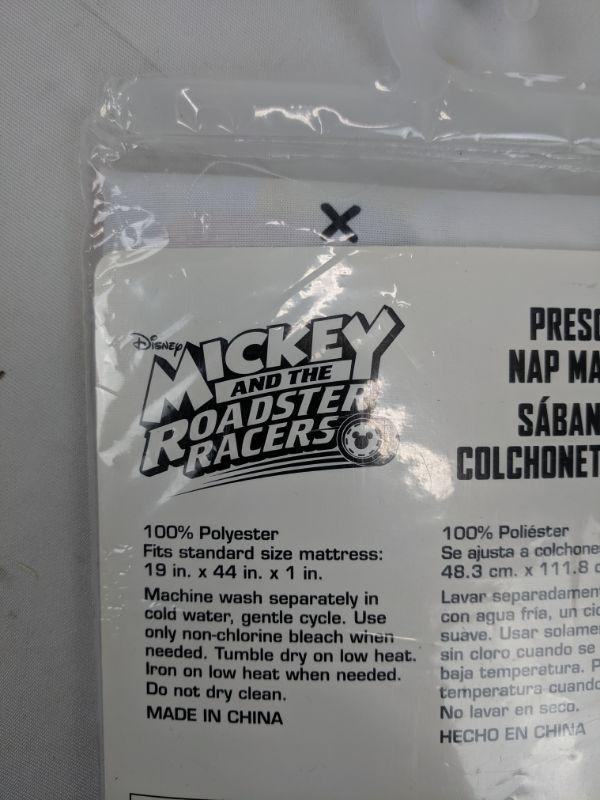 X
Disney
MICKEY
AND THE
ROADSTER
RACERS
PRESC
NAP MA
SÁBAN
COLCHONET
100% Polyester
Fits standard size mattress:
19 in. x 44 in. x 1 in.
Machine wash separately in
cold water, gentle cycle. Use
only non-chlorine bleach when
needed. Tumble dry on low heat.
Iron on low heat when needed.
Do not dry clean.
MADE IN CHINA
100% Poliéster
Se ajusta a colchone
48.3 cm. x 111.8 c
Lavar separadamen
con agua fría, un cic
suave. Usar solame
sin cloro cuando se
baja temperatura. P
temperatura cuando
No lavar en seco.
HECHO EN CHINA